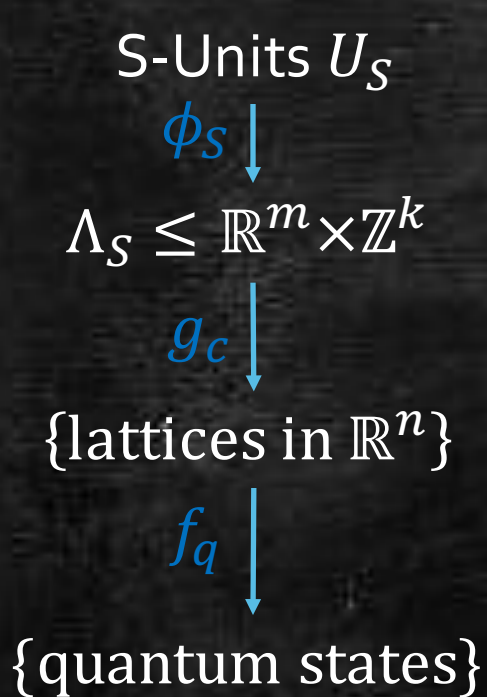 S-Units U_S
ϕ_S
Λ_S ≤ ℝ^m×ℤ^k
g_c
{lattices in ℝ^n}
f_q
{quantum states}